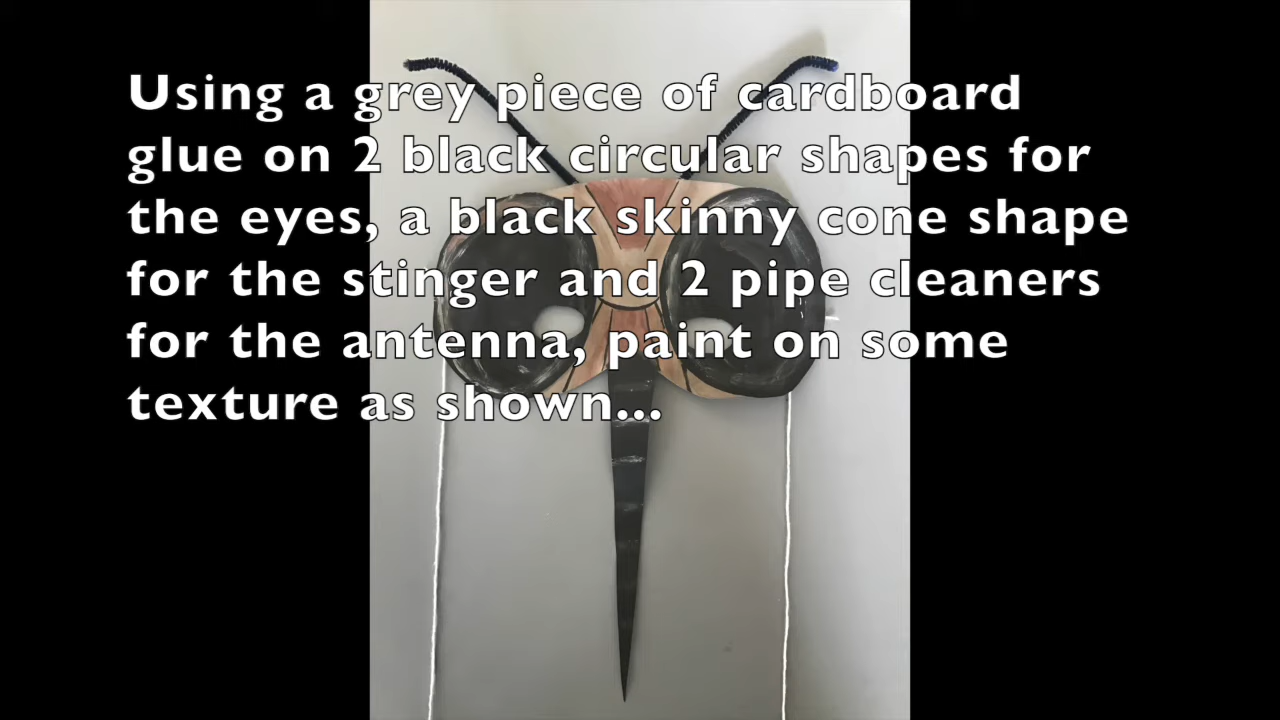 Using a grey piece of cardboard
glue on 2 black circular shapes for
the eyes, a black skinny cone shape
for the stinger and 2 pipe cleaners
for the antenna, paint on some
texture as shown...